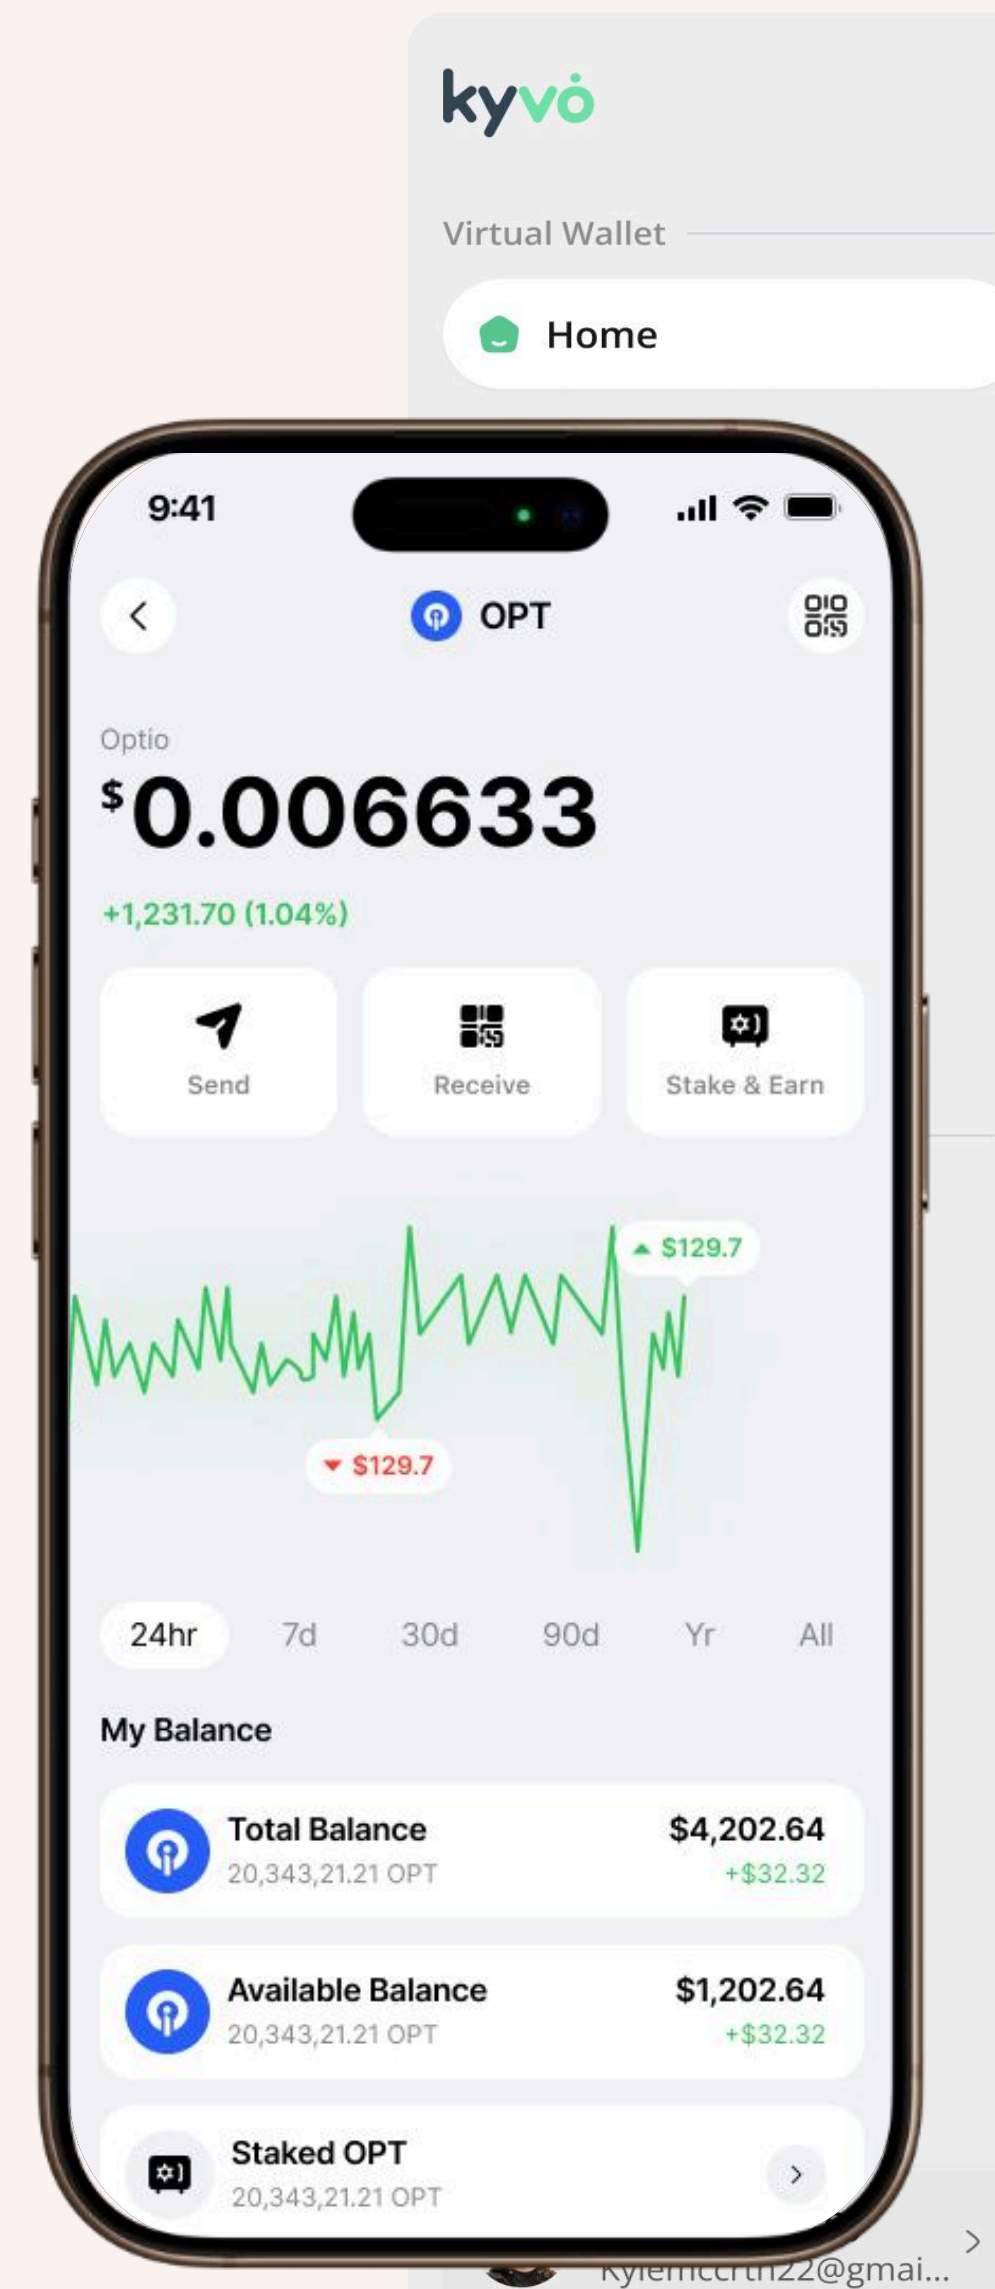 kyvo
Virtual Wallet
Home
9:41
OPT
Optio
$0.006633
+1,231.70 (1.04%)
Send
Receive
Stake & Earn
$129.7
$129.7
24hr 7d 30d 90d Yr All
My Balance
Total Balance $4,202.64
20,343,21.21 OPT +$32.32
Available Balance $1,202.64
20,343,21.21 OPT +$32.32
Staked OPT
20,343,21.21 OPT
Kylemccrth22@gmai...